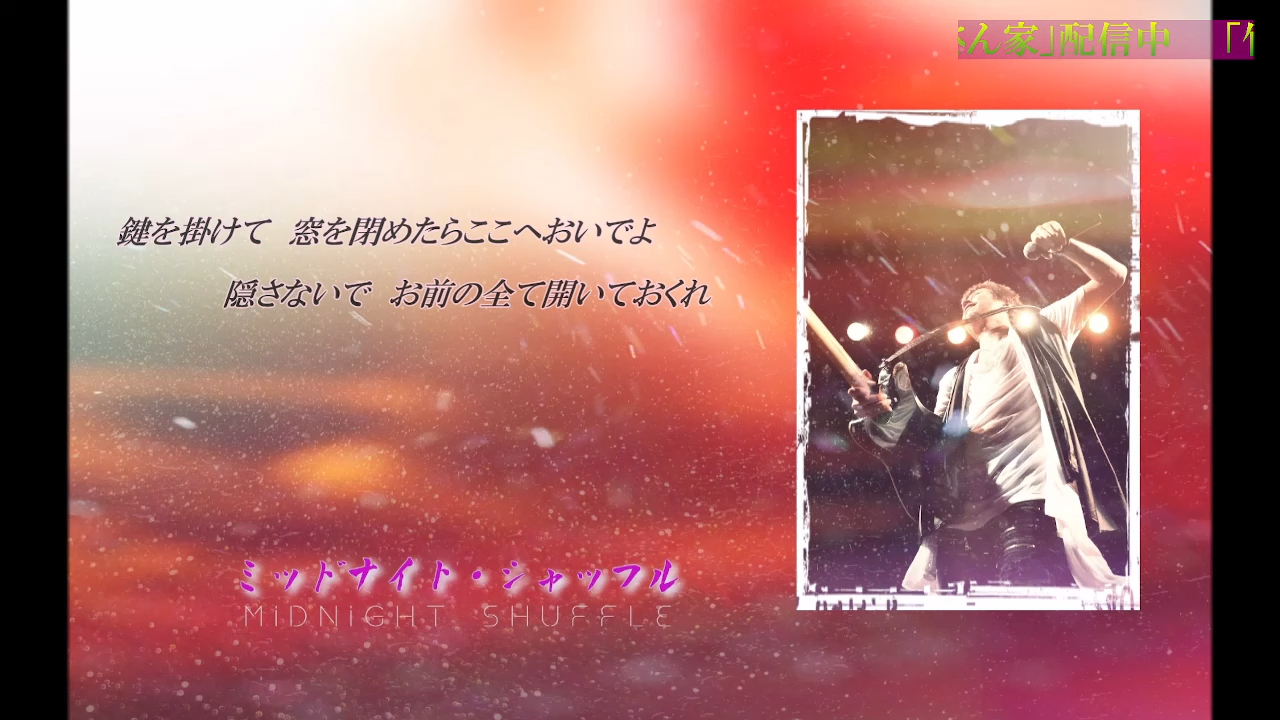 ん家」配信中 「
鍵を掛けて 窓を閉めたらここへおいでよ
隠さないで お前の全て開いておくれ
ミッドナイト・シャッフル
MiDNiGHT SHUFFLE